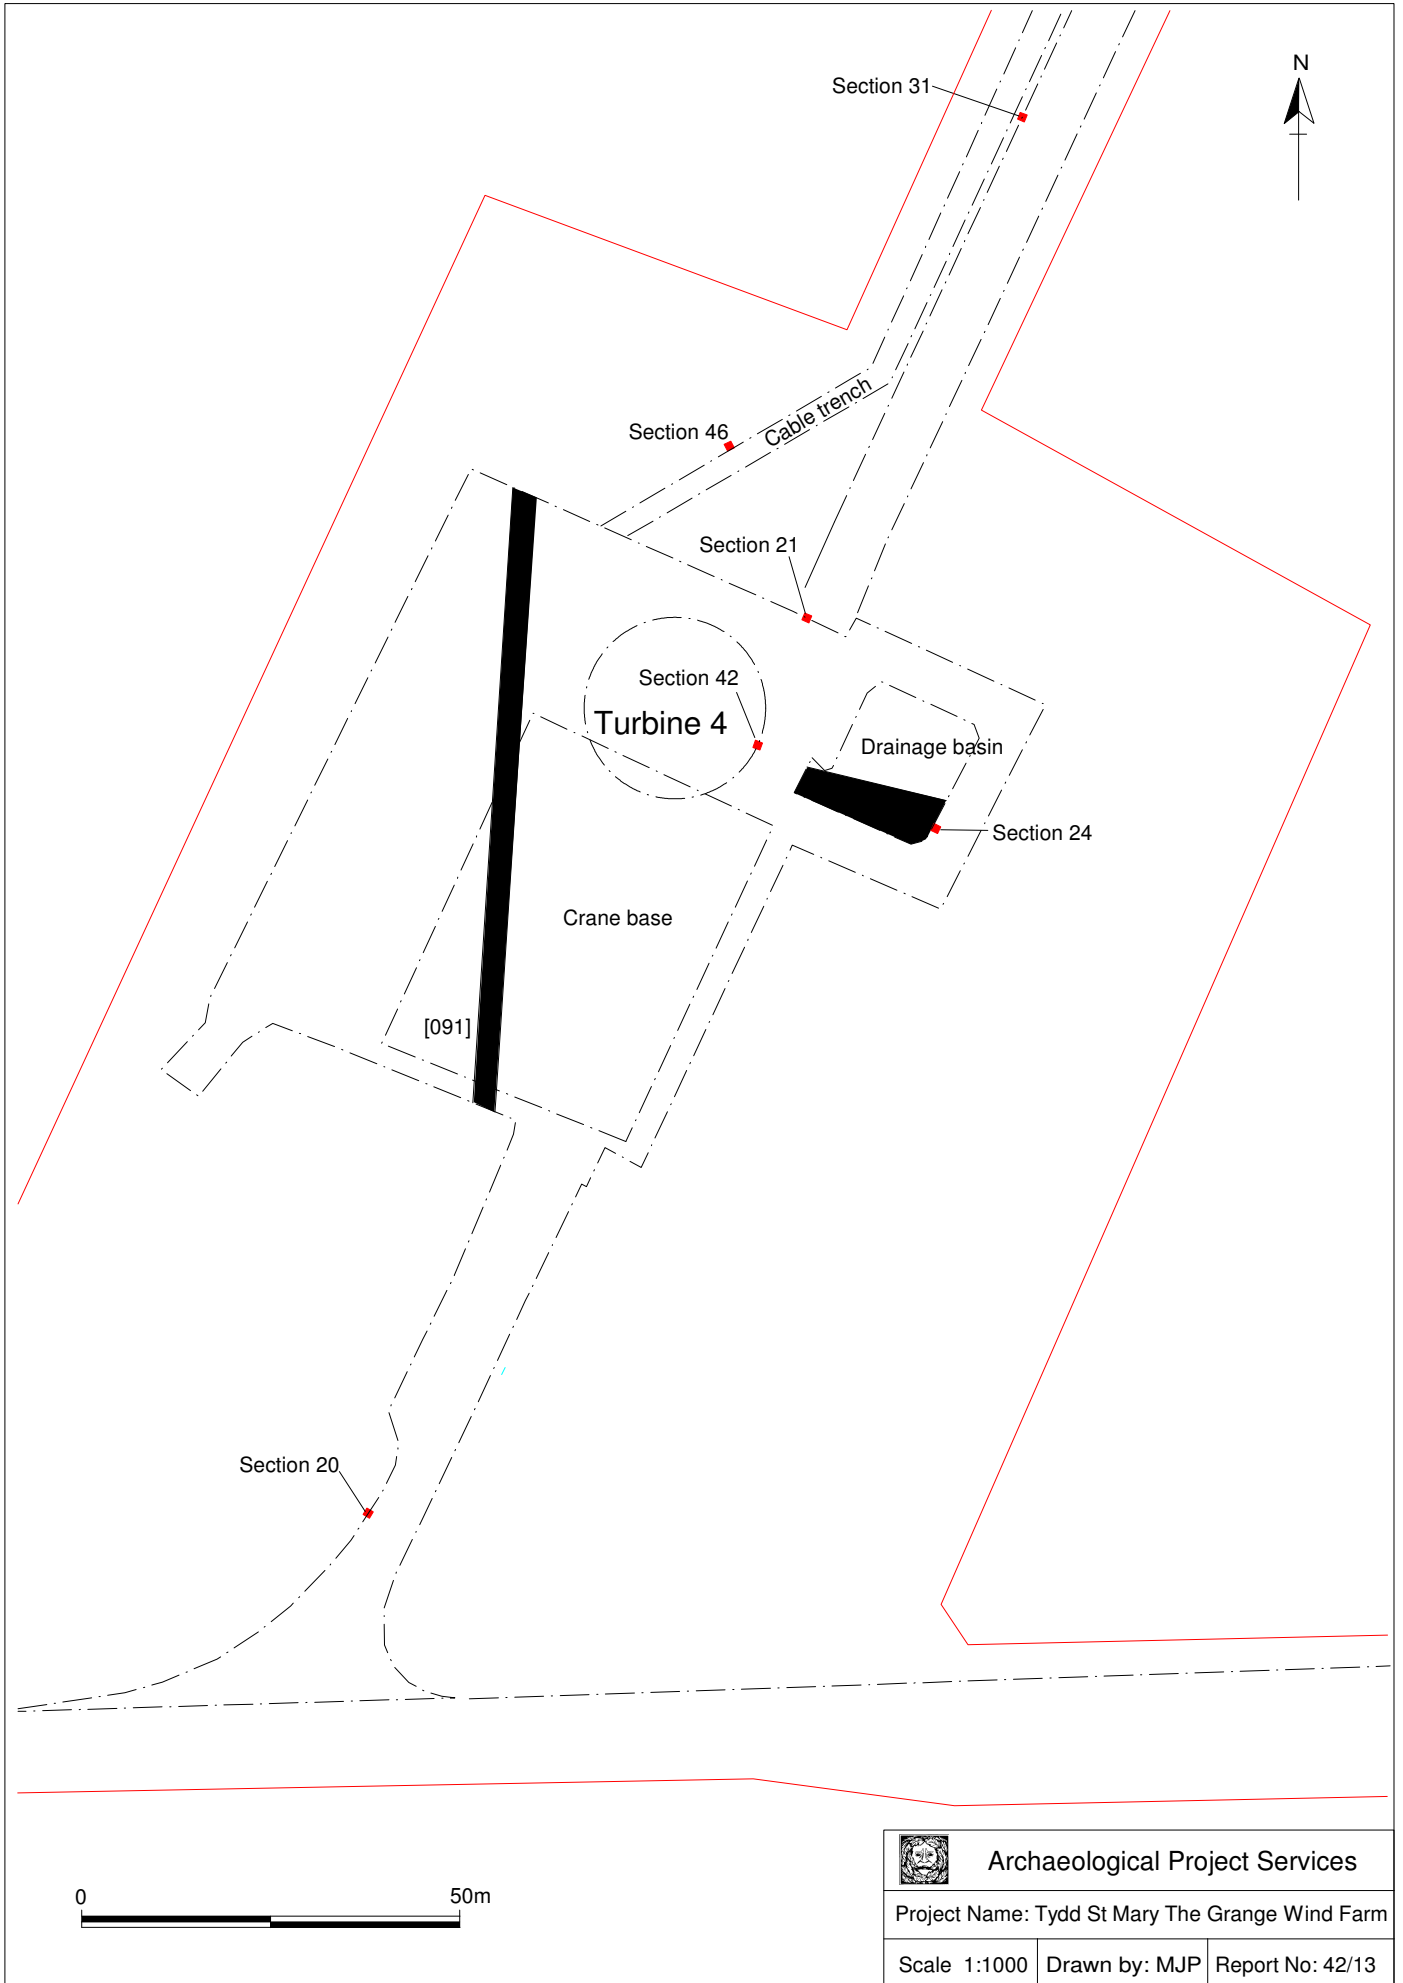 N
Section 31
Cable trench
Section 46
Section 21
Section 42
Turbine 4
Drainage basin
Section 24
Crane base
[091]
Section 20
0
50m
Archaeological Project Services
Project Name: Tydd St Mary The Grange Wind Farm
Scale 1:1000
Drawn by: MJP
Report No: 42/13